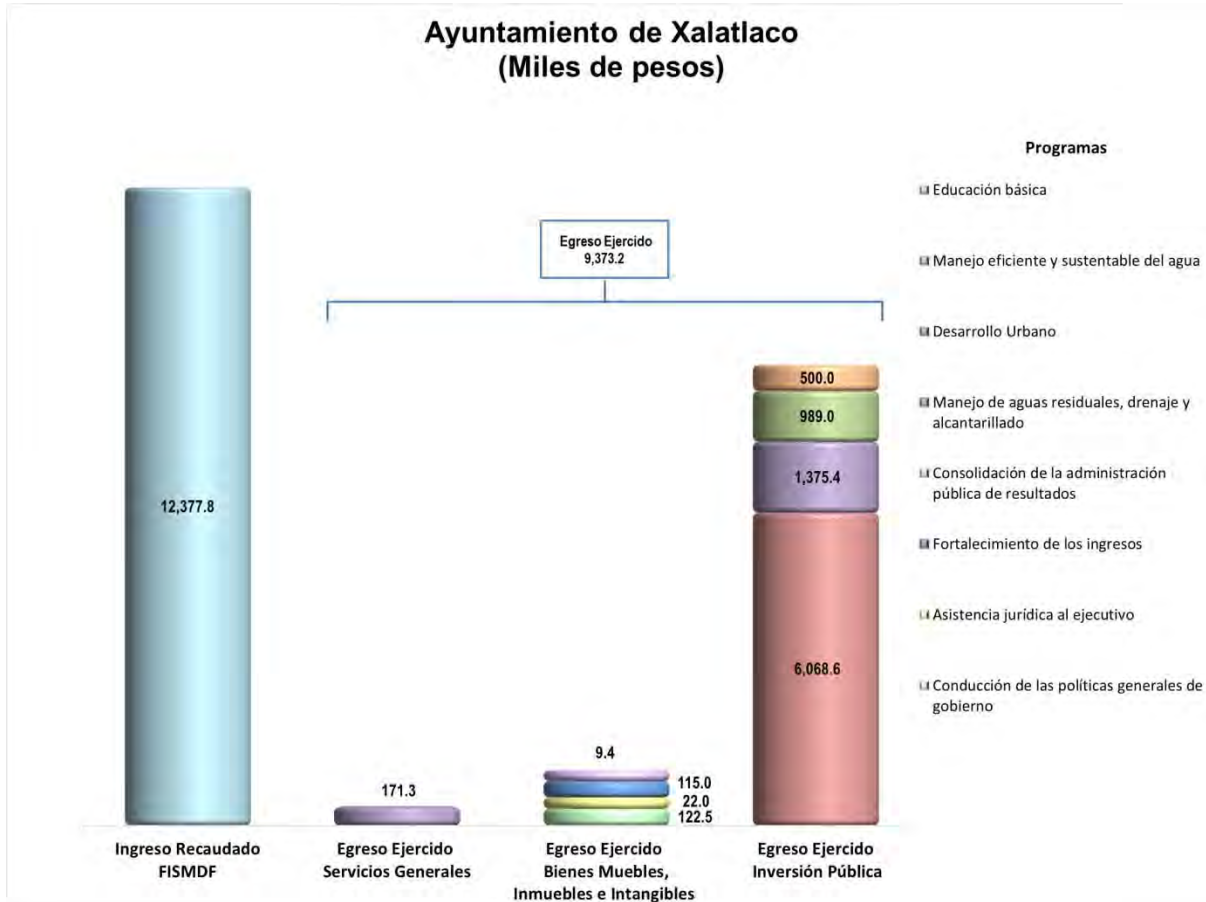 Ayuntamiento de Xalatlaco
(Miles de pesos)
Programas
Educación básica
Manejo eficiente y sustentable del agua
Desarrollo Urbano
Manejo de aguas residuales, drenaje y
alcantarillado
Consolidación de la administración
pública de resultados
Fortalecimiento de los ingresos
Asistencia jurídica al ejecutivo
Conducción de las políticas generales de
gobierno
Egreso Ejercido
9,373.2
12,377.8
171.3
9.4
115.0
22.0
122.5
500.0
989.0
1,375.4
6,068.6
Ingreso Recaudado
FISMDF
Egreso Ejercido
Servicios Generales
Egreso Ejercido
Bienes Muebles,
Inmuebles e Intangibles
Egreso Ejercido
Inversión Pública